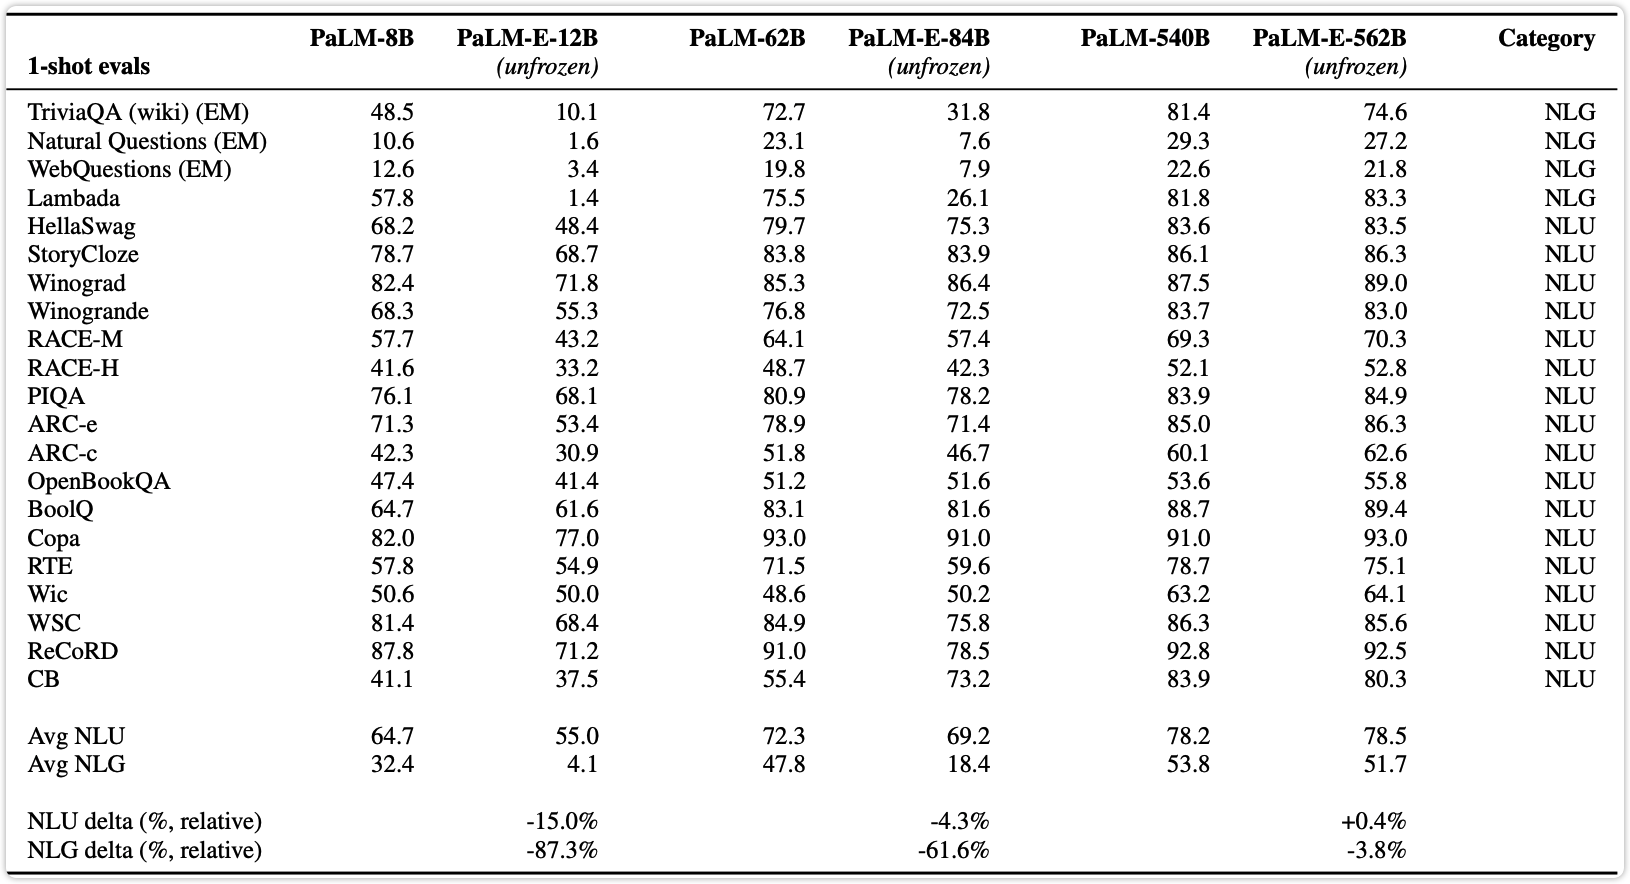 PaLM-8B PaLM-E-12B PaLM-62B PaLM-E-84B PaLM-540B PaLM-E-562B Category
1-shot evals (unfrozen) (unfrozen) (unfrozen)
TriviaQA (wiki) (EM) 48.5 10.1 72.7 31.8 81.4 74.6 NLG
Natural Questions (EM) 10.6 1.6 23.1 7.6 29.3 27.2 NLG
WebQuestions (EM) 12.6 3.4 19.8 7.9 22.6 21.8 NLG
Lambada 57.8 1.4 75.5 26.1 81.8 83.3 NLG
HellaSwag 68.2 48.4 79.7 75.3 83.6 83.5 NLU
StoryCloze 78.7 68.7 83.8 83.9 86.1 86.3 NLU
Winograd 82.4 71.8 85.3 86.4 87.5 89.0 NLU
Winogrande 68.3 55.3 76.8 72.5 83.7 83.0 NLU
RACE-M 57.7 43.2 64.1 57.4 69.3 70.3 NLU
RACE-H 41.6 33.2 48.7 42.3 52.1 52.8 NLU
PIQA 76.1 68.1 80.9 78.2 83.9 84.9 NLU
ARC-e 71.3 53.4 78.9 71.4 85.0 86.3 NLU
ARC-c 42.3 30.9 51.8 46.7 60.1 62.6 NLU
OpenBookQA 47.4 41.4 51.2 51.6 53.6 55.8 NLU
BoolQ 64.7 61.6 83.1 81.6 88.7 89.4 NLU
Copa 82.0 77.0 93.0 91.0 91.0 93.0 NLU
RTE 57.8 54.9 71.5 59.6 78.7 75.1 NLU
Wic 50.6 50.0 48.6 50.2 63.2 64.1 NLU
WSC 81.4 68.4 84.9 75.8 86.3 85.6 NLU
ReCoRD 87.8 71.2 91.0 78.5 92.8 92.5 NLU
CB 41.1 37.5 55.4 73.2 83.9 80.3 NLU
Avg NLU 64.7 55.0 72.3 69.2 78.2 78.5
Avg NLG 32.4 4.1 47.8 18.4 53.8 51.7
NLU delta (%, relative) -15.0% -4.3% +0.4%
NLG delta (%, relative) -87.3% -61.6% -3.8%